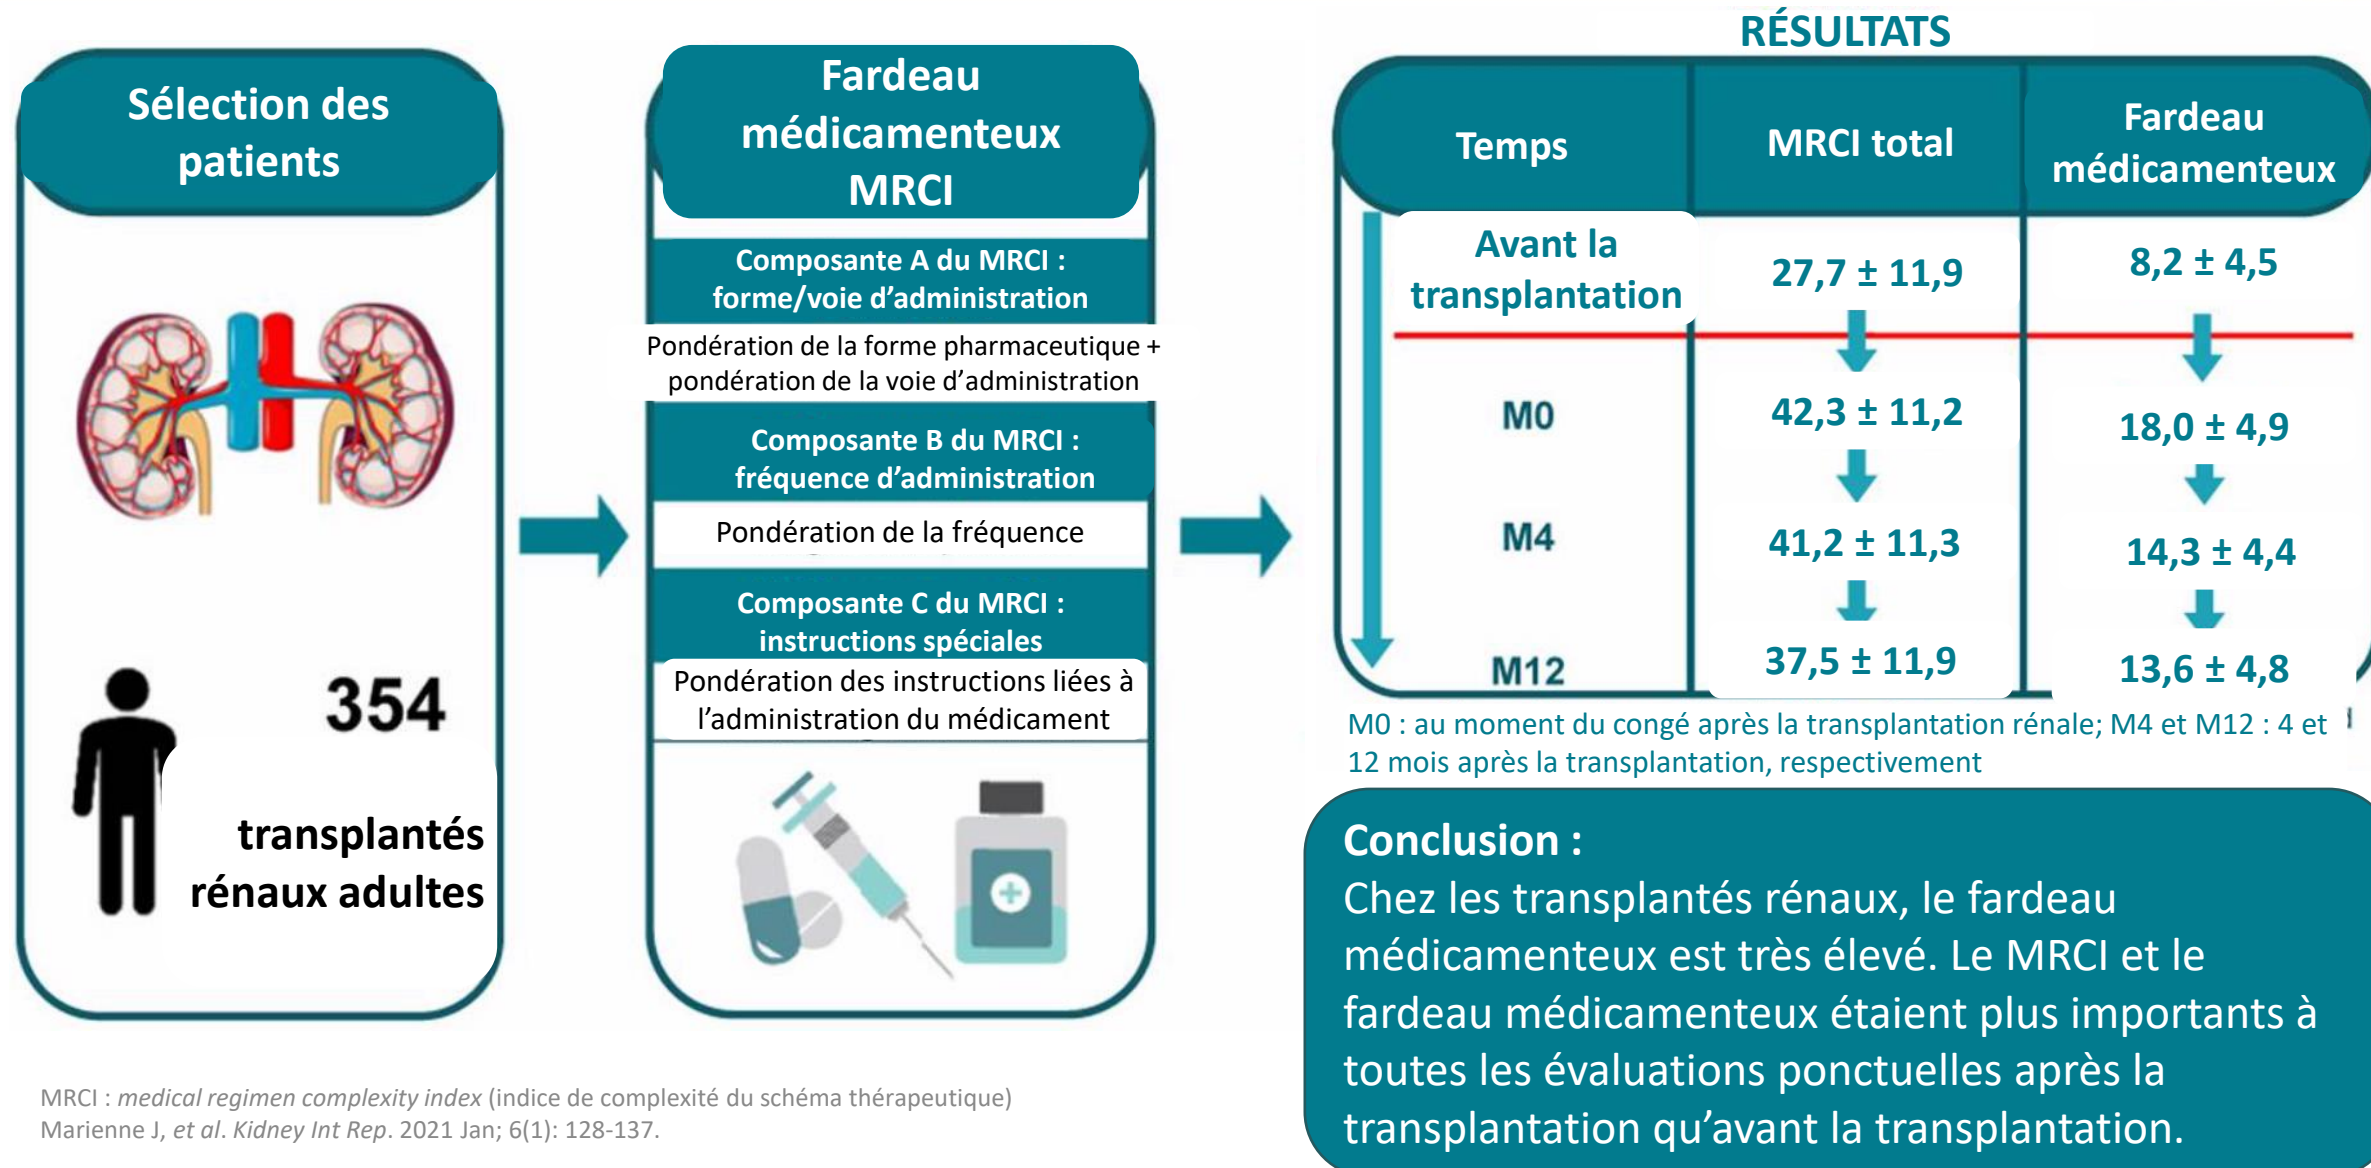 Sélection des
patients
354
transplantés
rénaux adultes
Fardeau
médicamenteux
MRCI
Composante A du MRCI :
forme/voie d’administration
Pondération de la forme pharmaceutique +
pondération de la voie d’administration
Composante B du MRCI :
fréquence d’administration
Pondération de la fréquence
Composante C du MRCI :
instructions spéciales
Pondération des instructions liées à
l’administration du médicament
RÉSULTATS
Temps
MRCI total
Fardeau
médicamenteux
Avant la
transplantation
27,7 ± 11,9
8,2 ± 4,5
M0
42,3 ± 11,2
18,0 ± 4,9
M4
41,2 ± 11,3
14,3 ± 4,4
M12
37,5 ± 11,9
13,6 ± 4,8
M0 : au moment du congé après la transplantation rénale; M4 et M12 : 4 et
12 mois après la transplantation, respectivement
Conclusion :
Chez les transplantés rénaux, le fardeau
médicamenteux est très élevé. Le MRCI et le
fardeau médicamenteux étaient plus importants à
toutes les évaluations ponctuelles après la
transplantation qu’avant la transplantation.
MRCI : medical regimen complexity index (indice de complexité du schéma thérapeutique)
Marienne J, et al. Kidney Int Rep. 2021 Jan; 6(1): 128-137.